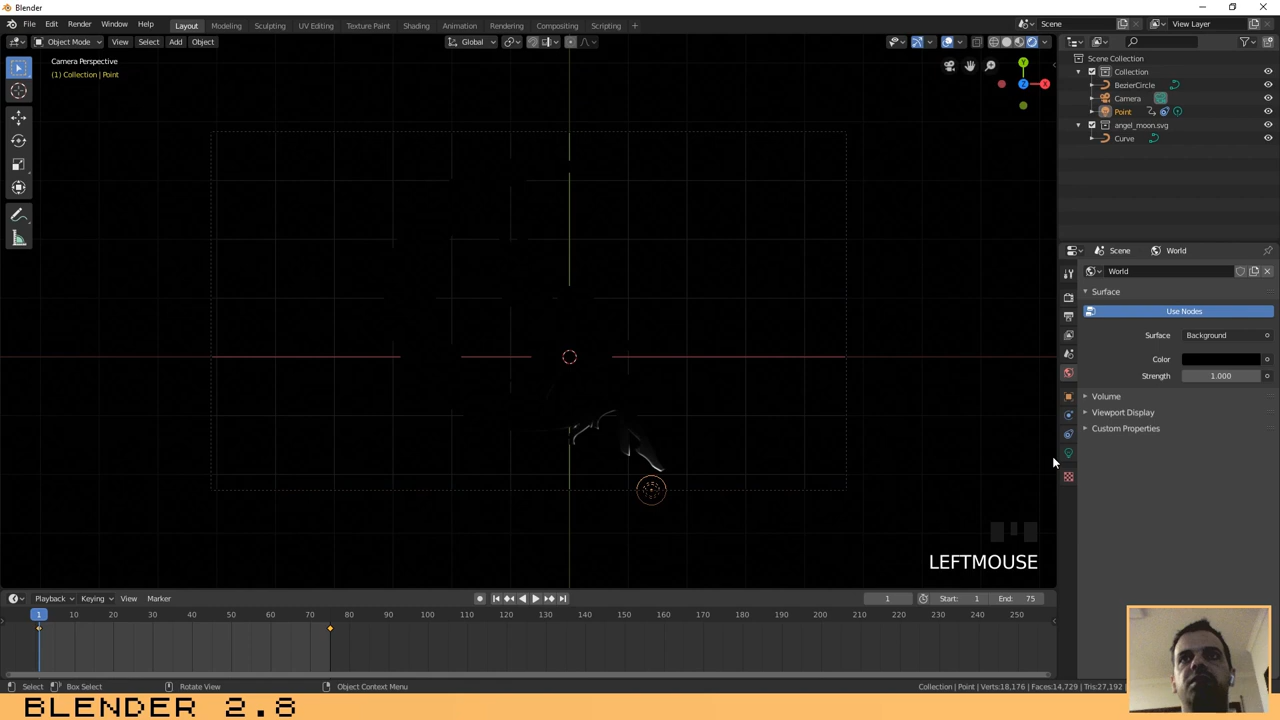 Blender
File Edit Render Window Help Layout Modeling Sculpting UV Editing Texture Paint Shading Animation Rendering Compositing Scripting + Scene View Layer
Object Mode View Select Add Object Global
Camera Perspective
(1) Collection | Point
Y
Z
X
Scene Collection
Collection
BezierCircle
Camera
Point
angel_moon.svg
Curve
Scene World
World
Surface
Use Nodes
Surface Background
Color
Strength 1.000
Volume
Viewport Display
Custom Properties
LEFTMOUSE
Playback Keying View Marker 1 Start: 1 End: 75
1 10 20 30 40 50 60 70 80 90 100 110 120 130 140 150 160 170 180 190 200 210 220 230 240 250
Select Box Select Rotate View Object Context Menu Collection | Point | Verts:18,176 | Faces:14,729 | Tris:27,192 |
BLENDER 2.8